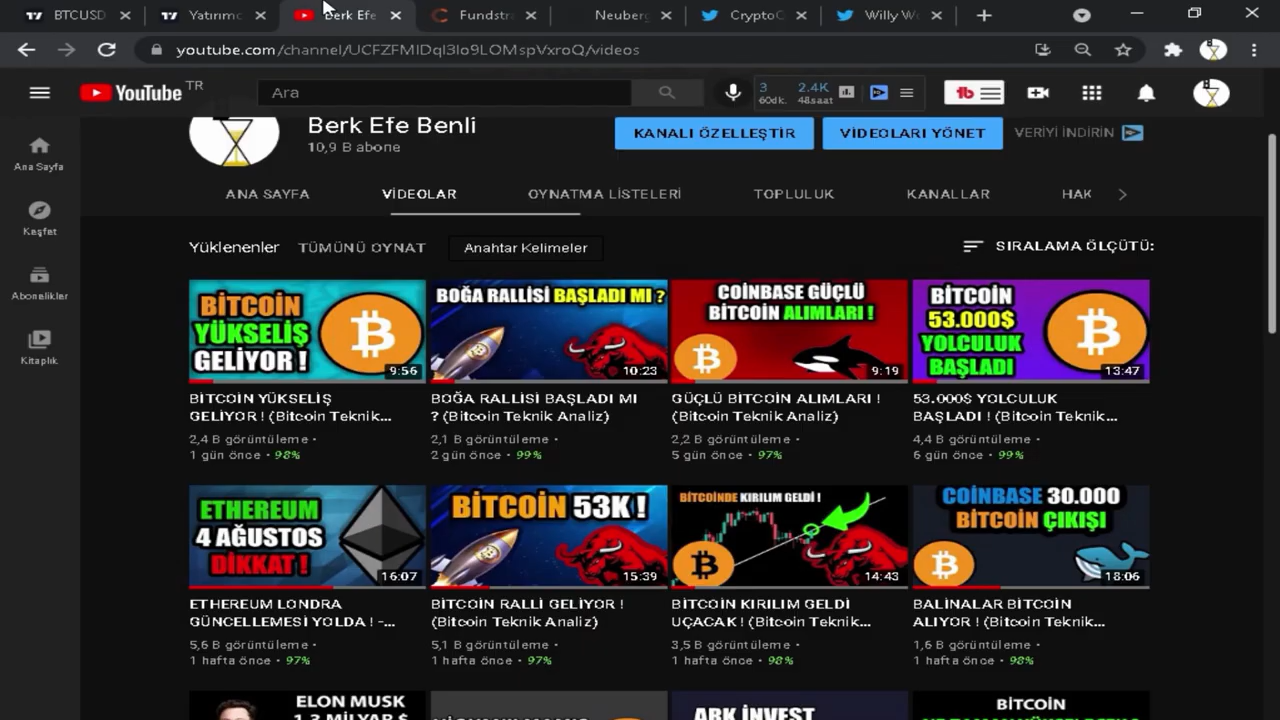 BTCUSD
Yatırımc
Berk Efe
Fundstra
Neuberg
CryptoQ
Willy Wo
youtube.com/channel/UCFZFMIDqI3Io9LOMspVxroQ/videos
YouTube TR
Ara
3 60dk.
2.4K 48saat
Berk Efe Benli
10,9 B abone
KANALI ÖZELLEŞTİR
VİDEOLARI YÖNET
VERİYİ İNDİRİN
Ana Sayfa
Keşfet
Abonelikler
Kitaplık
ANA SAYFA
VİDEOLAR
OYNATMA LİSTELERİ
TOPLULUK
KANALLAR
HAK
Yüklenenler
TÜMÜNÜ OYNAT
Anahtar Kelimeler
SIRALAMA ÖLÇÜTÜ:
BİTCOİN
YÜKSELİŞ
GELİYOR !
9:56
BOĞA RALLİSİ BAŞLADI MI ?
10:23
COİNBASE GÜÇLÜ
BİTCOİN ALIMLARI !
9:19
BİTCOİN
53.000$
YOLCULUK
BAŞLADI
13:47
BİTCOİN YÜKSELİŞ
GELİYOR ! (Bitcoin Teknik...
2,4 B görüntüleme •
1 gün önce • 98%
BOĞA RALLİSİ BAŞLADI MI
? (Bitcoin Teknik Analiz)
2,1 B görüntüleme •
2 gün önce • 99%
GÜÇLÜ BİTCOİN ALIMLARI !
(Bitcoin Teknik Analiz)
2,2 B görüntüleme •
5 gün önce • 97%
53.000$ YOLCULUK
BAŞLADI ! (Bitcoin Teknik...
4,4 B görüntüleme •
6 gün önce • 99%
ETHEREUM
4 AĞUSTOS
DİKKAT !
16:07
BİTCOİN 53K !
15:39
BİTCOİNDE KIRILIM GELDİ !
14:43
COİNBASE 30.000
BİTCOİN ÇIKIŞI
18:06
ETHEREUM LONDRA
GÜNCELLEMESİ YOLDA ! -...
5,6 B görüntüleme •
1 hafta önce • 97%
BİTCOİN RALLİ GELİYOR !
(Bitcoin Teknik Analiz)
5,1 B görüntüleme •
1 hafta önce • 97%
BİTCOİN KIRILIM GELDİ
UÇACAK ! (Bitcoin Teknik...
3,5 B görüntüleme •
1 hafta önce • 98%
BALİNALAR BİTCOİN
ALIYOR ! (Bitcoin Teknik...
1,6 B görüntüleme •
1 hafta önce • 98%
ELON MUSK
1.3 MİLYAR $
ARK İNVEST
BİTCOİN